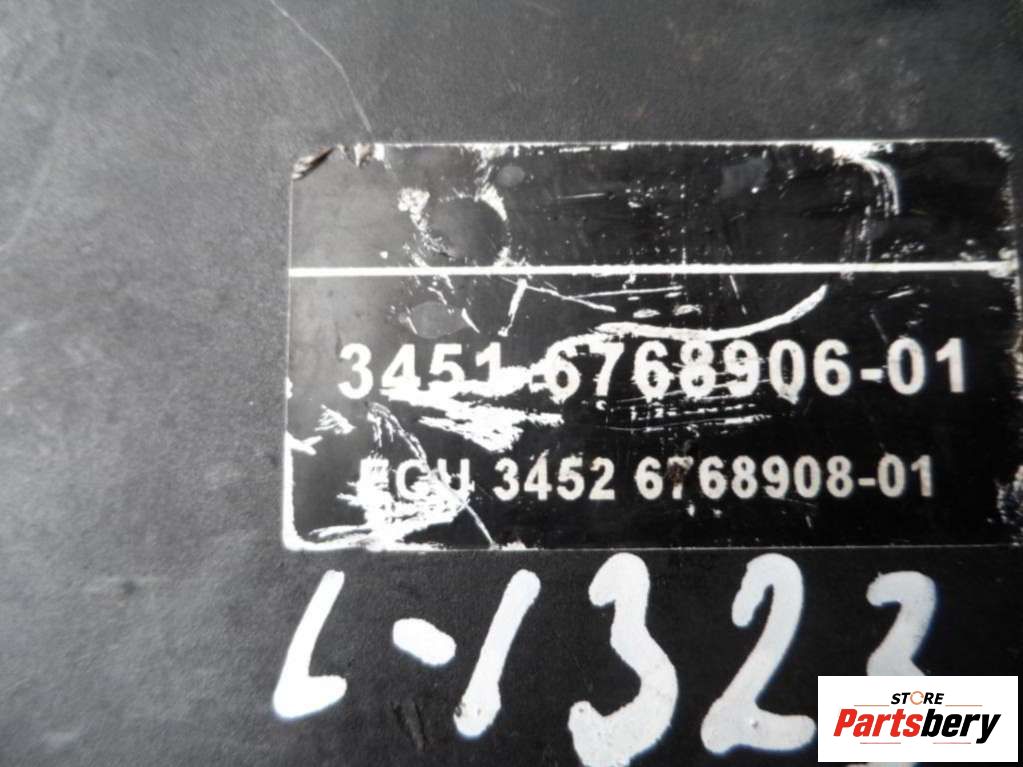 3451 6768906-01
ECU 3452 6768908-01
L-1323
STORE
Partsbery